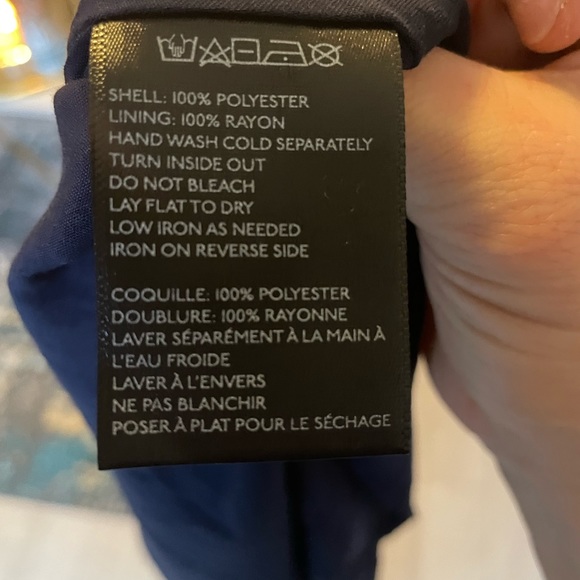 SHELL: 100% POLYESTER
LINING: 100% RAYON
HAND WASH COLD SEPARATELY
TURN INSIDE OUT
DO NOT BLEACH
LAY FLAT TO DRY
LOW IRON AS NEEDED
IRON ON REVERSE SIDE
COQUILLE: 100% POLYESTER
DOUBLURE: 100% RAYONNE
LAVER SÉPARÉMENT À LA MAIN À
L'EAU FROIDE
LAVER À L'ENVERS
NE PAS BLANCHIR
POSER À PLAT POUR LE SÉCHAGE